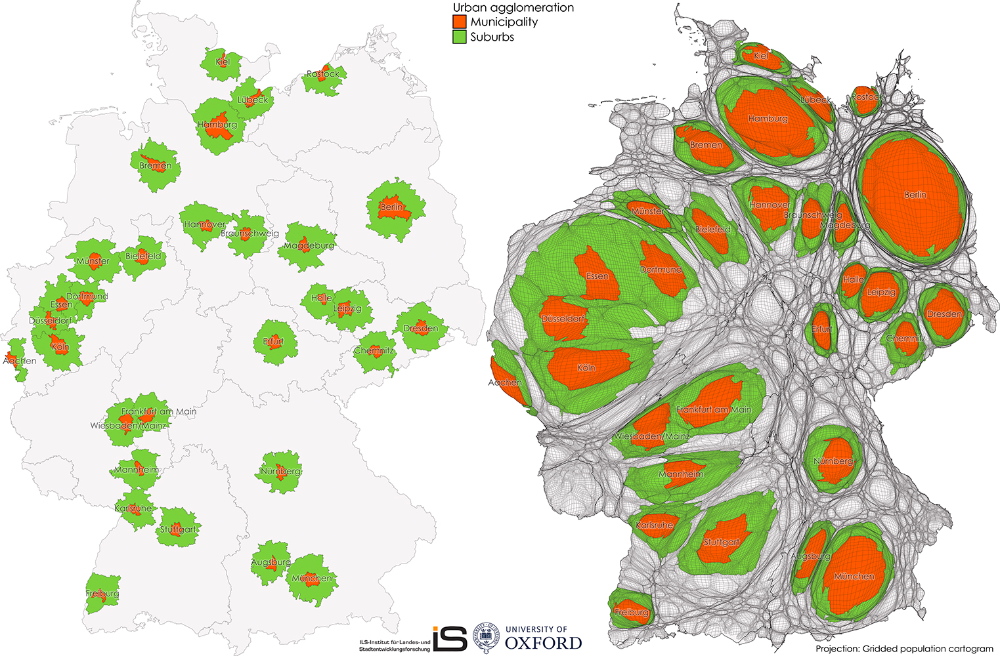 Urban agglomeration
Municipality
Suburbs
Kiel
Rostock
Lübeck
Hamburg
Bremen
Berlin
Hannover
Braunschweig
Magdeburg
Münster
Bielefeld
Dortmund
Essen
Düsseldorf
Köln
Aachen
Halle
Leipzig
Dresden
Erfurt
Chemnitz
Frankfurt am Main
Wiesbaden/Mainz
Mannheim
Nürnberg
Karlsruhe
Stuttgart
Augsburg
München
Freiburg
Kiel
Lübeck
Rostock
Hamburg
Bremen
Berlin
Hannover
Münster
Braunschweig
Magdeburg
Bielefeld
Essen
Dortmund
Halle
Leipzig
Düsseldorf
Dresden
Erfurt
Chemnitz
Köln
Aachen
Frankfurt am Main
Wiesbaden/Mainz
Nürnberg
Mannheim
Karlsruhe
Stuttgart
Augsburg
München
Freiburg
ILS-Institut für Landes- und
Stadtentwicklungsforschung
ILS
UNIVERSITY OF
OXFORD
Projection: Gridded population cartogram